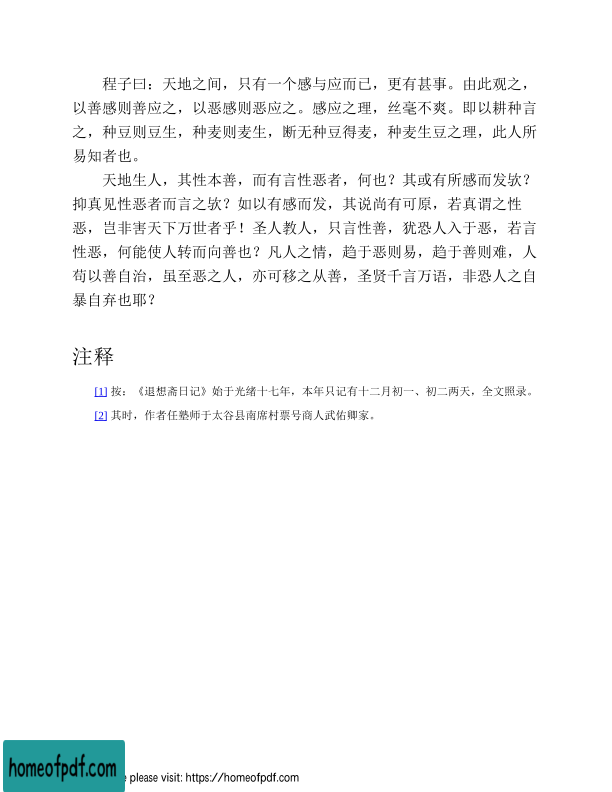 程子曰：天地之间，只有一个感与应而已，更有甚事。由此观之，
以善感则善应之，以恶感则恶应之。感应之理，丝毫不爽。即以耕种言
之，种豆则豆生，种麦则麦生，断无种豆得麦，种麦生豆之理，此人所
易知者也。
天地生人，其性本善，而有言性恶者，何也？其或有所感而发欤？
抑真见性恶者而言之欤？如以有感而发，其说尚有可原，若真谓之性
恶，岂非害天下万世者乎！圣人教人，只言性善，犹恐人入于恶，若言
性恶，何能使人转而向善也？凡人之情，趋于恶则易，趋于善则难，人
苟以善自治，虽至恶之人，亦可移之从善，圣贤千言万语，非恐人之自
暴自弃也耶？
注释
[1] 按：《退想斋日记》始于光绪十七年，本年只记有十二月初一、初二两天，全文照录。
[2] 其时，作者任塾师于太谷县南席村票号商人武佑卿家。
homeofpdf.com
e please visit: https://homeofpdf.com